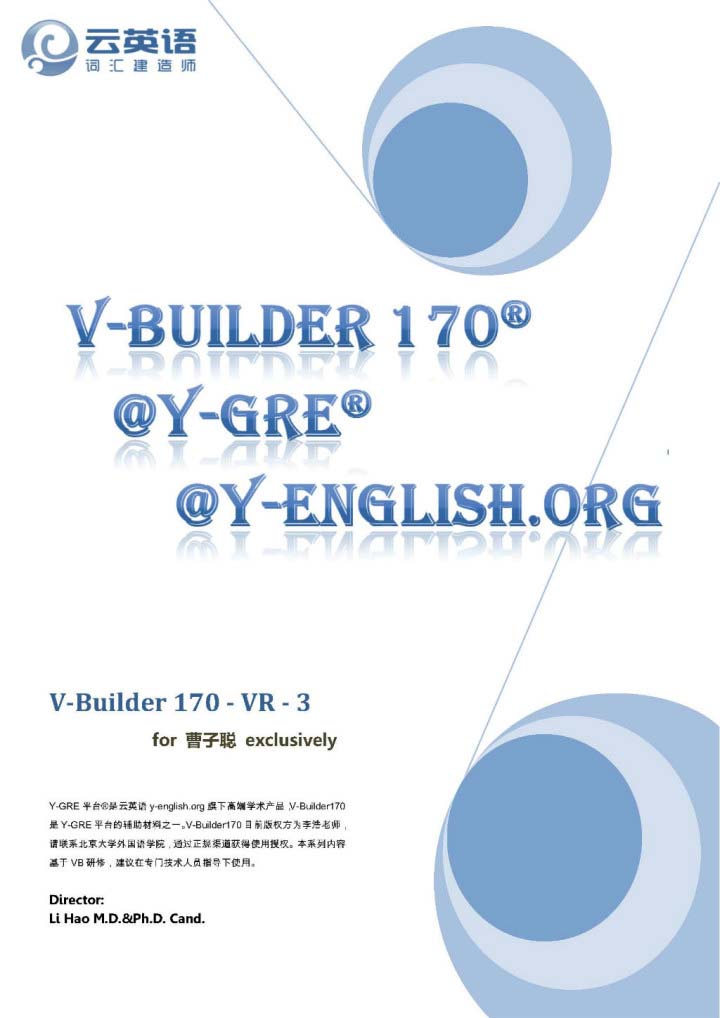 云英语
词汇建造师
V-BUILDER 170®
@Y-GRE®
@Y-ENGLISH.ORG
V-Builder 170 - VR - 3
for 曹子聪 exclusively
Y-GRE 平台®是云英语 y-english.org 旗下高端学术产品，V-Builder170
是 Y-GRE 平台的辅助材料之一。V-Builder170 目前版权方为李浩老师，
请联系北京大学外国语学院，通过正规渠道获得使用授权。本系列内容
基于 VB 研修，建议在专门技术人员指导下使用。
Director:
Li Hao M.D.&Ph.D. Cand.